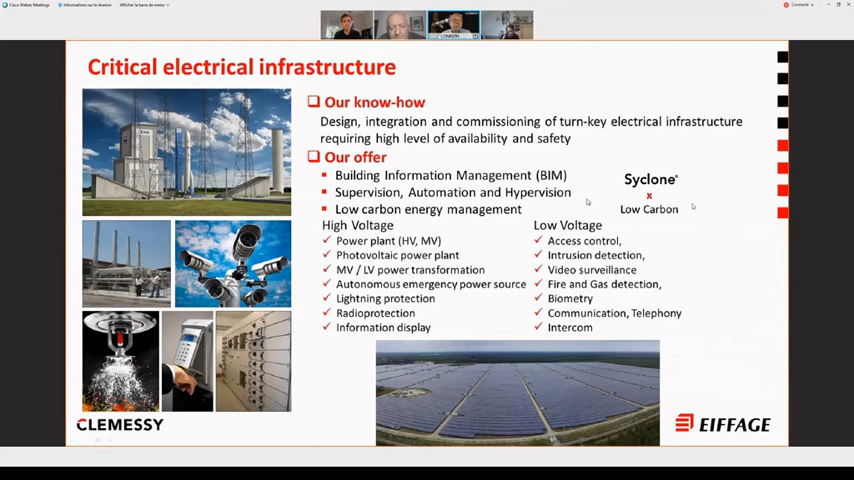 Cisco Webex Meetings
Informations sur la réunion
Afficher la barre de menu
Connecté
Critical electrical infrastructure
Our know-how
Design, integration and commissioning of turn-key electrical infrastructure
requiring high level of availability and safety
Our offer
Building Information Management (BIM)
Supervision, Automation and Hypervision
Low carbon energy management
Syclone®
x
Low Carbon
High Voltage
Power plant (HV, MV)
Photovoltaic power plant
MV / LV power transformation
Autonomous emergency power source
Lightning protection
Radioprotection
Information display
Low Voltage
Access control,
Intrusion detection,
Video surveillance
Fire and Gas detection,
Biometry
Communication, Telephony
Intercom
CLEMESSY
EIFFAGE